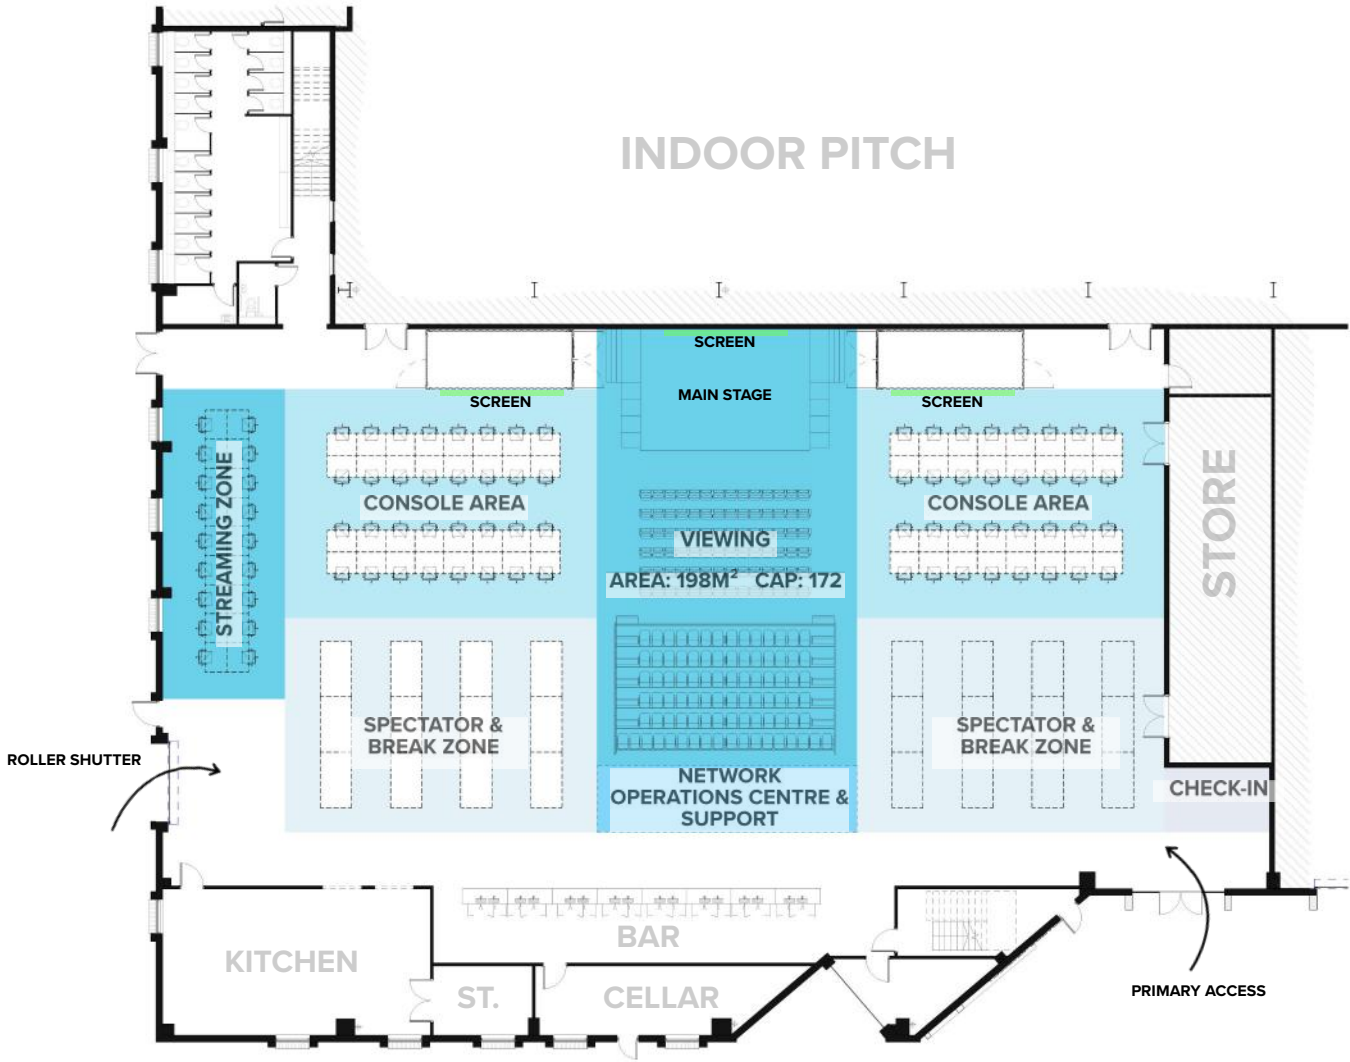 INDOOR PITCH
SCREEN
MAIN STAGE
SCREEN
SCREEN
STREAMING ZONE
CONSOLE AREA
CONSOLE AREA
VIEWING
AREA: 198M² CAP: 172
STORE
SPECTATOR &
BREAK ZONE
SPECTATOR &
BREAK ZONE
ROLLER SHUTTER
NETWORK
OPERATIONS CENTRE &
SUPPORT
CHECK-IN
KITCHEN
BAR
ST.
CELLAR
PRIMARY ACCESS